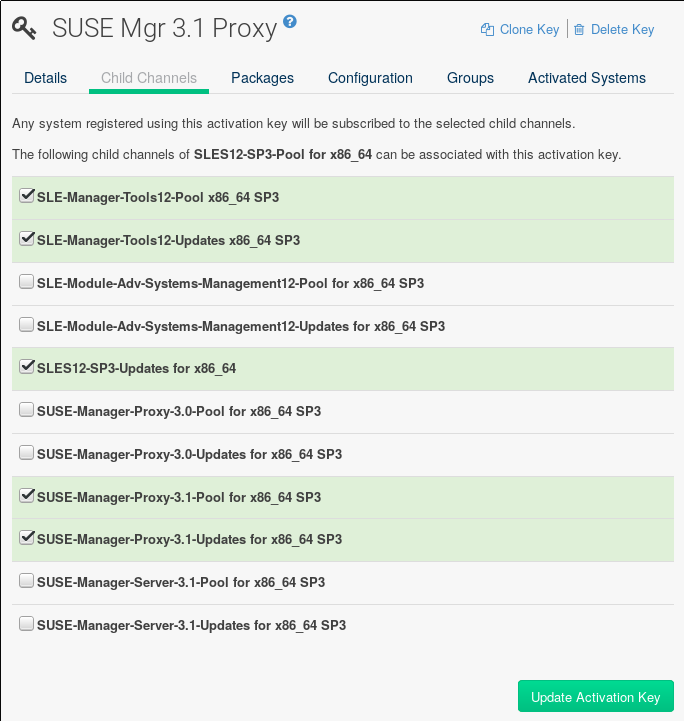 SUSE Mgr 3.1 Proxy ?
Clone Key
Delete Key
Details
Child Channels
Packages
Configuration
Groups
Activated Systems
Any system registered using this activation key will be subscribed to the selected child channels.
The following child channels of SLES12-SP3-Pool for x86_64 can be associated with this activation key.
SLE-Manager-Tools12-Pool x86_64 SP3
SLE-Manager-Tools12-Updates x86_64 SP3
SLE-Module-Adv-Systems-Management12-Pool for x86_64 SP3
SLE-Module-Adv-Systems-Management12-Updates for x86_64 SP3
SLES12-SP3-Updates for x86_64
SUSE-Manager-Proxy-3.0-Pool for x86_64 SP3
SUSE-Manager-Proxy-3.0-Updates for x86_64 SP3
SUSE-Manager-Proxy-3.1-Pool for x86_64 SP3
SUSE-Manager-Proxy-3.1-Updates for x86_64 SP3
SUSE-Manager-Server-3.1-Pool for x86_64 SP3
SUSE-Manager-Server-3.1-Updates for x86_64 SP3
Update Activation Key